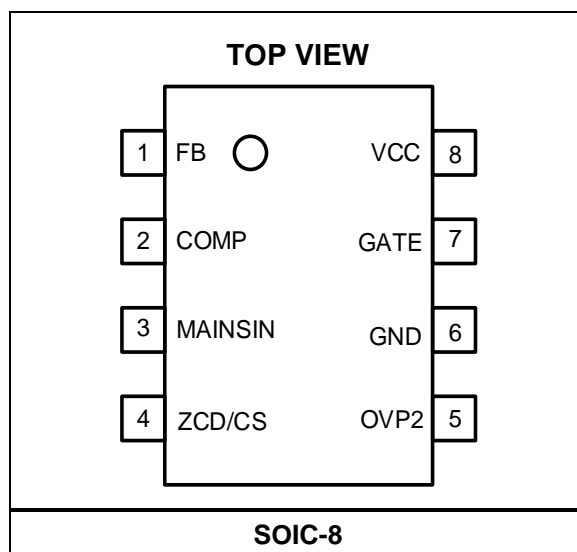 TOP VIEW
1 FB VCC 8
2 COMP GATE 7
3 MAINSIN GND 6
4 ZCD/CS OVP2 5
SOIC-8